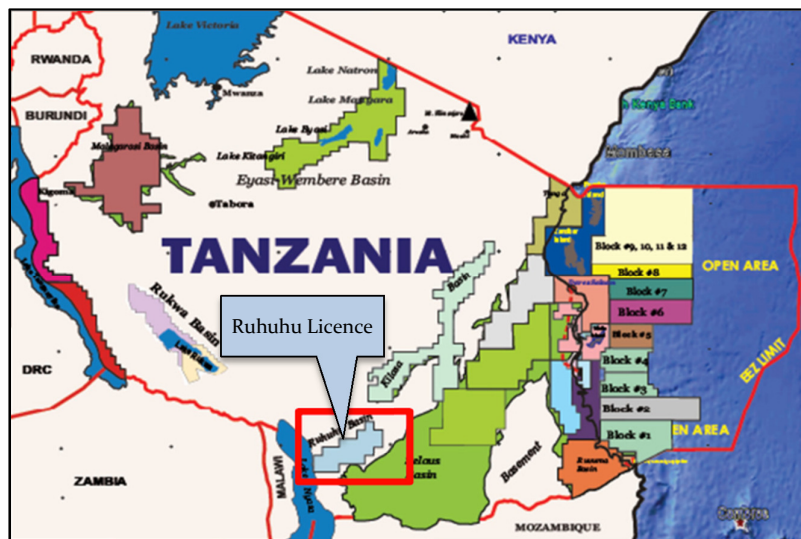 Lake Victoria
KENYA
RWANDA
Mwanza
Lake Natron
Lake Manyara
BURUNDI
Malagarasi Basin
Lake Eyasi
Lake Kitangiri
Eyasi Wembere Basin
Kigoma
Tabora
Mombasa
TANZANIA
Block #9, 10, 11 & 12
Block #8
OPEN AREA
Block #7
Block #6
Block #5
Block #4
Block #3
Block #2
Block #1
EEZ LIMIT
Basin
Kilosa
Rukwa Basin
Ruhuhu Licence
DRC
Ruhuhu Basin
Basement
Ruvuma
Basin
ZAMBIA
MALAWI
MOZAMBIQUE